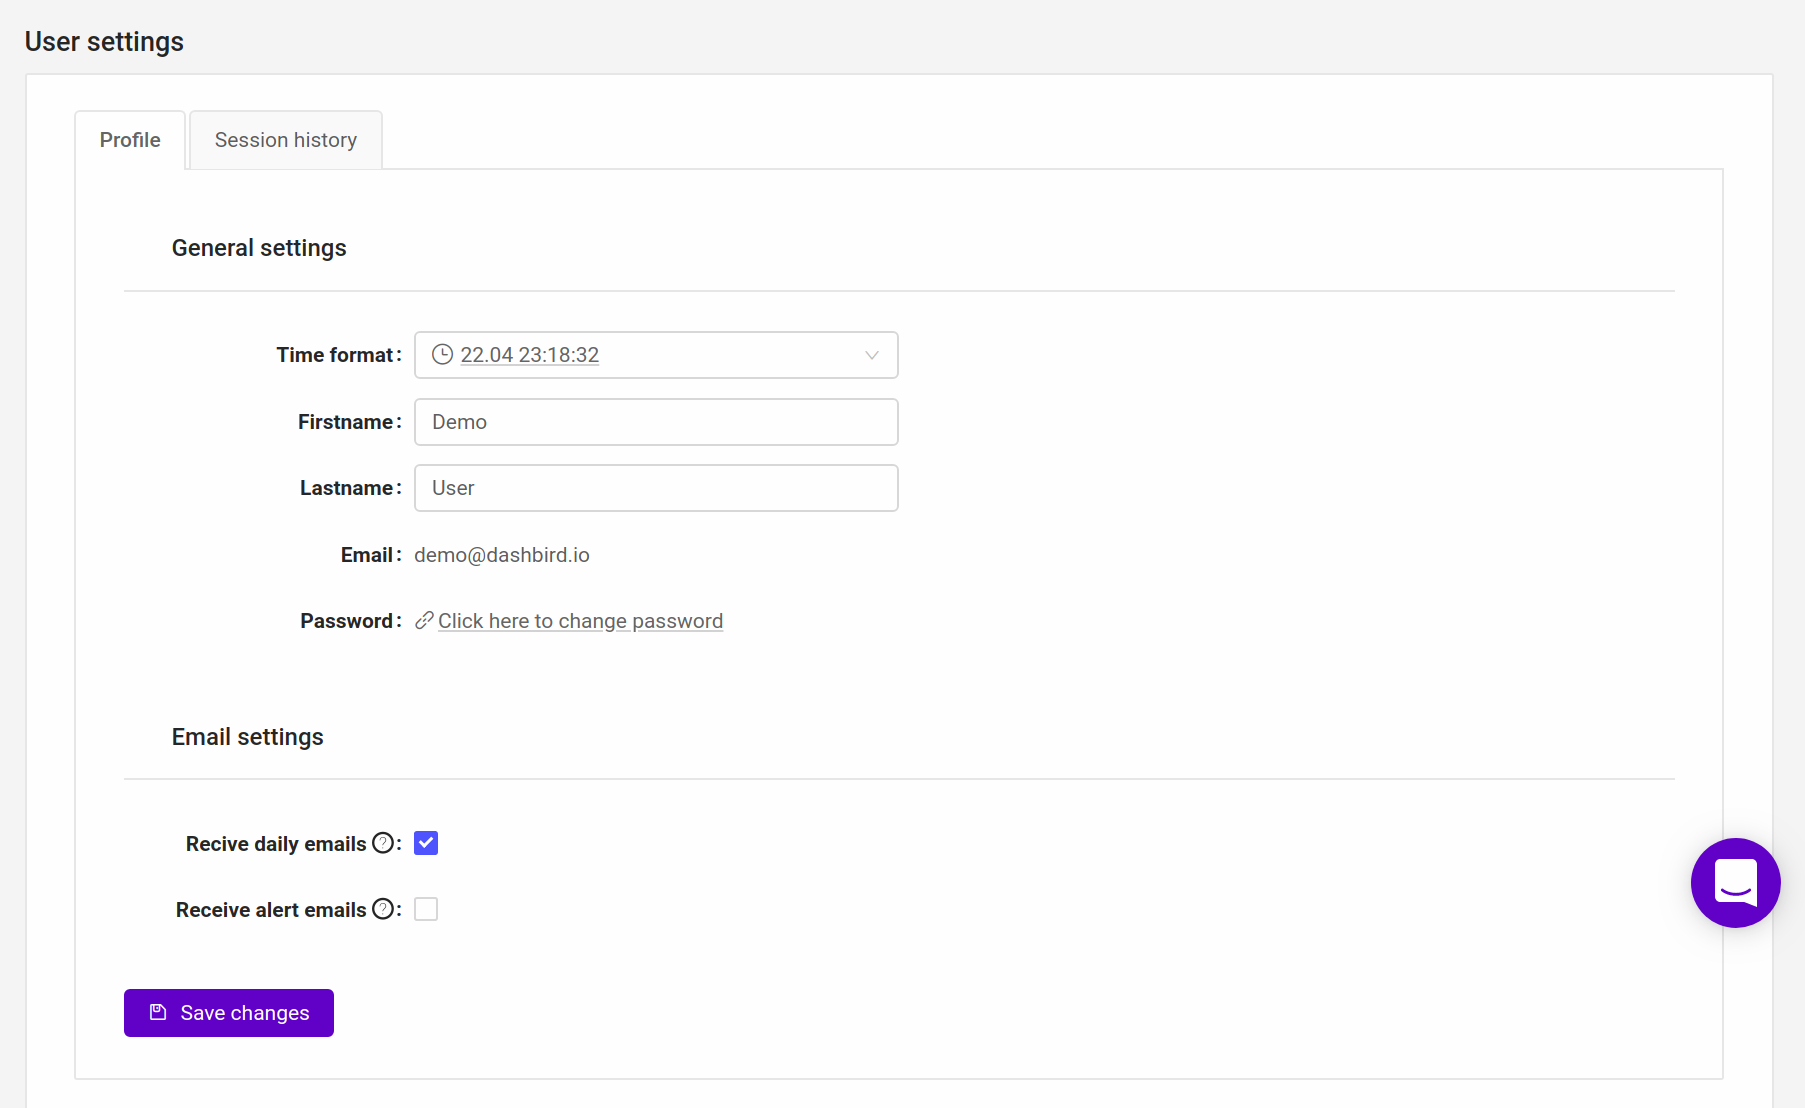 User settings
Profile
Session history
General settings
Time format: 22.04 23:18:32
Firstname: Demo
Lastname: User
Email: demo@dashbird.io
Password: Click here to change password
Email settings
Recive daily emails ?:
Receive alert emails ?:
Save changes